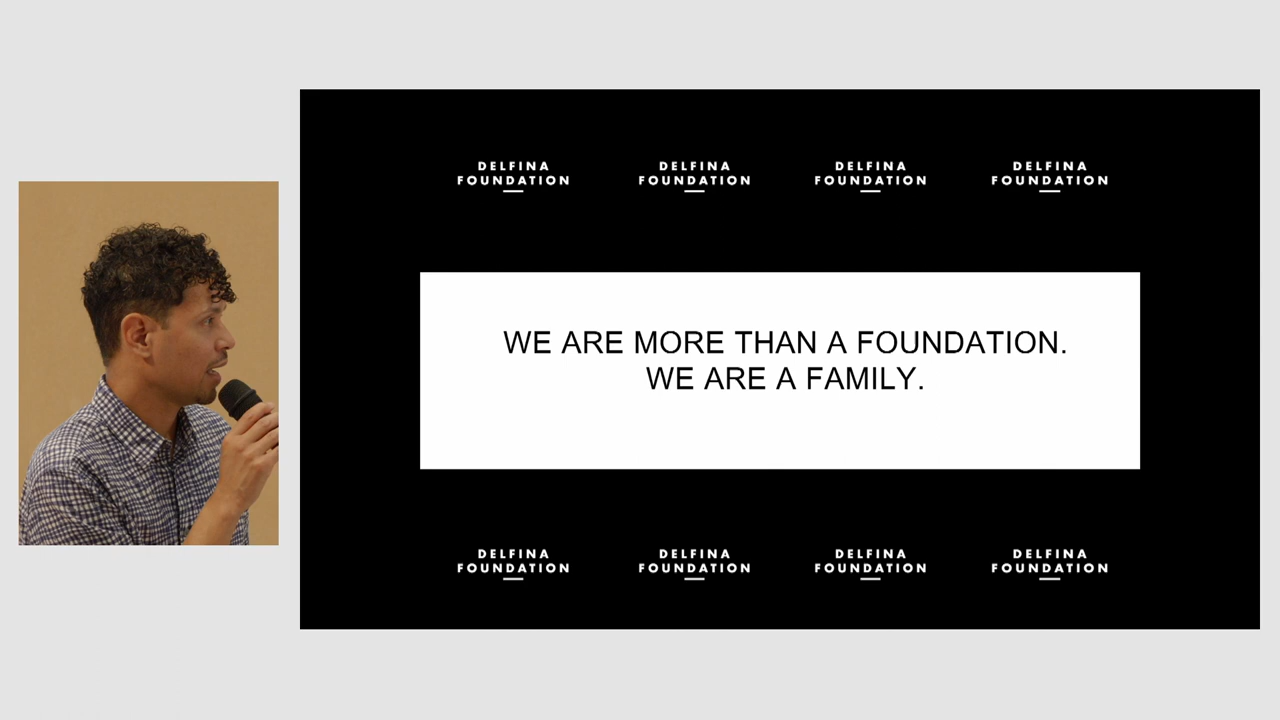 DELFINA DELFINA DELFINA DELFINA
FOUNDATION FOUNDATION FOUNDATION FOUNDATION
WE ARE MORE THAN A FOUNDATION.
WE ARE A FAMILY.
DELFINA DELFINA DELFINA DELFINA
FOUNDATION FOUNDATION FOUNDATION FOUNDATION